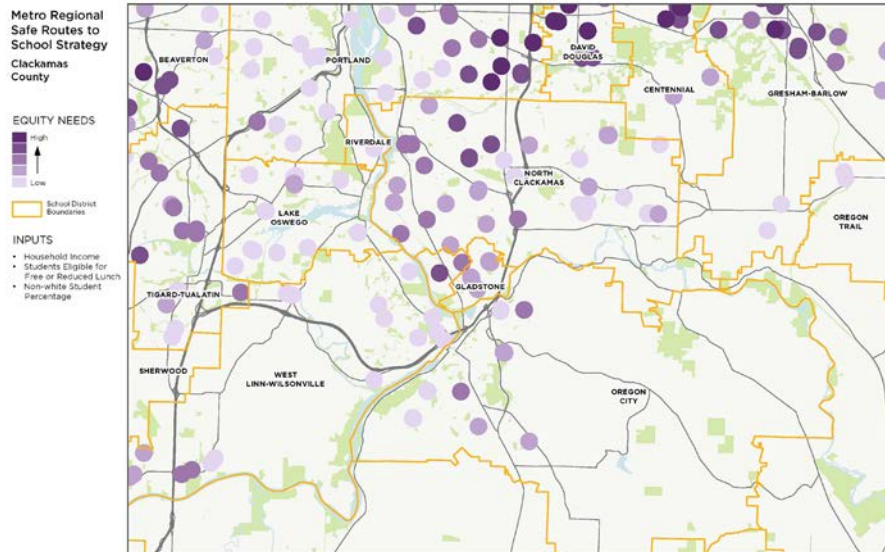 Metro Regional
Safe Routes to
School Strategy
Clackamas
County
EQUITY NEEDS
High
Low
School District
Boundaries
INPUTS
• Household Income
• Students Eligible for
Free or Reduced Lunch
• Non-white Student
Percentage
BEAVERTON
PORTLAND
DAVID
DOUGLAS
CENTENNIAL
GRESHAM-BARLOW
RIVERDALE
NORTH
CLACKAMAS
LAKE
OSWEGO
OREGON
TRAIL
TIGARD-TUALATIN
GLADSTONE
SHERWOOD
WEST
LINN-WILSONVILLE
OREGON
CITY